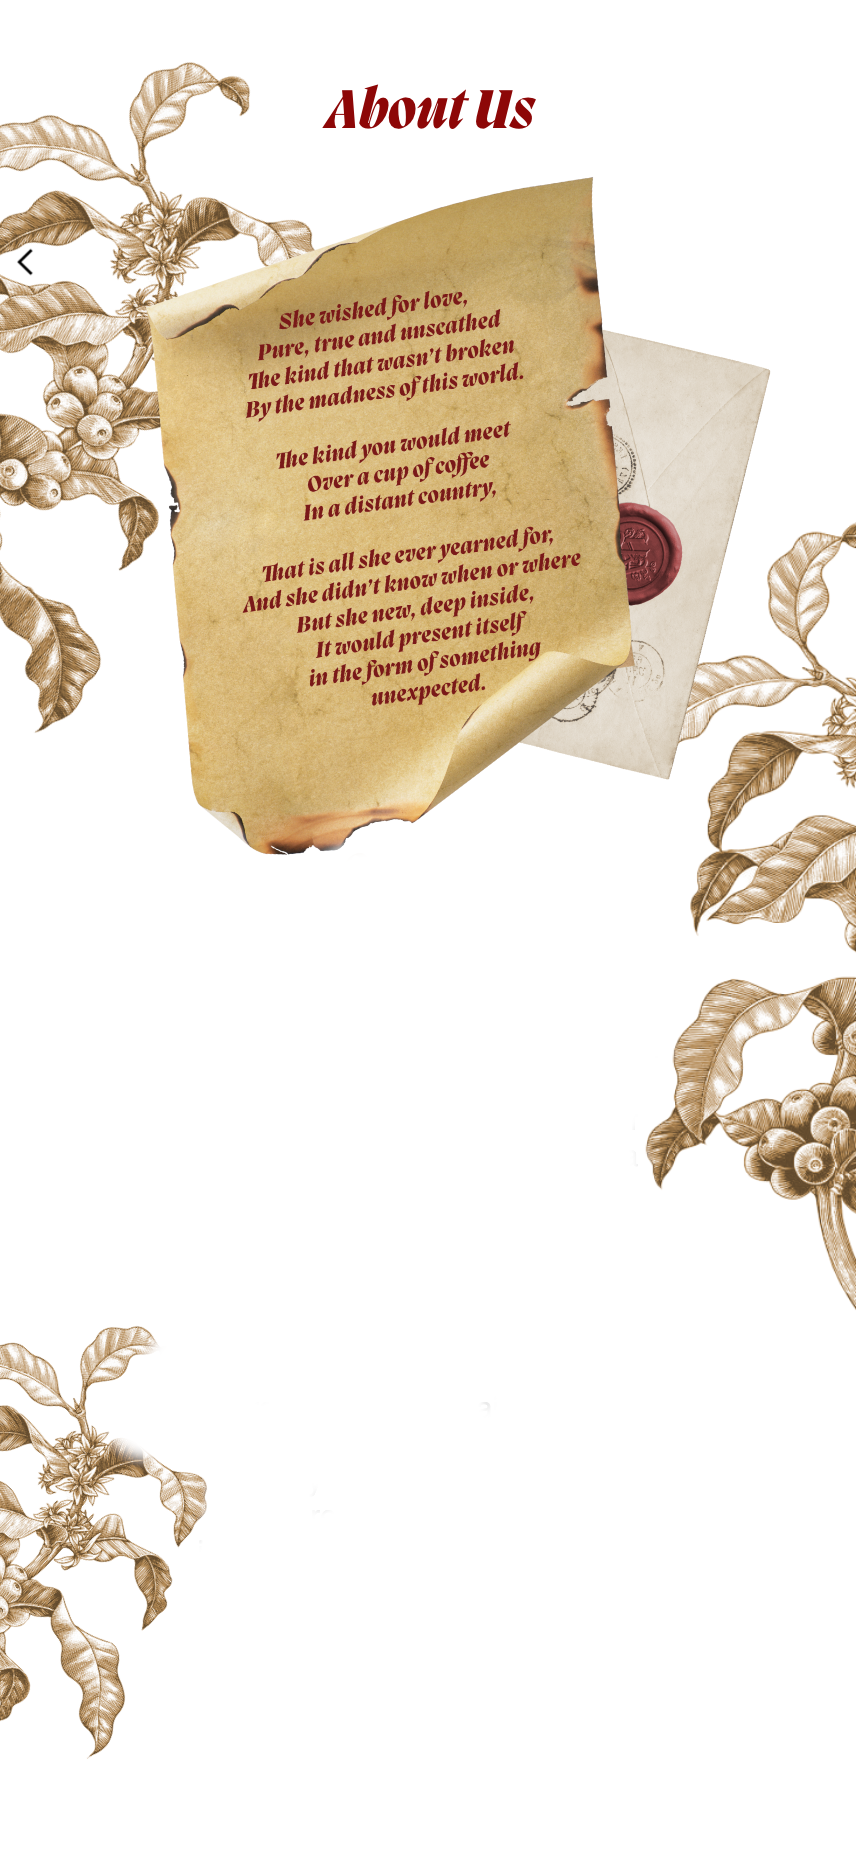 About Us
She wished for love,
Pure, true and unscathed
The kind that wasn't broken
By the madness of this world.
The kind you would meet
Over a cup of coffee
In a distant country,
That is all she ever yearned for,
And she didn't know when or where
But she new, deep inside,
It would present itself
in the form of something
unexpected.